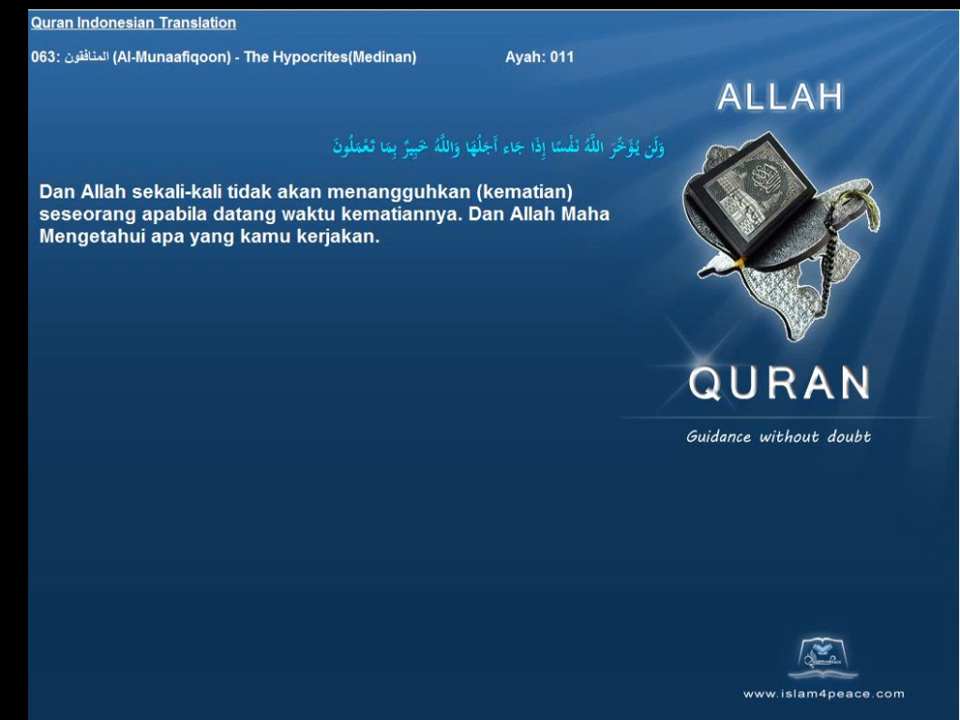 Quran Indonesian Translation
063: المنافقون (Al-Munaafiqoon) - The Hypocrites(Medinan) Ayah: 011
ALLAH
وَلَن يُؤَخِّرَ اللَّهُ نَفْسًا إِذَا جَاء أَجَلُهَا وَاللَّهُ خَبِيرٌ بِمَا تَعْمَلُونَ
Dan Allah sekali-kali tidak akan menangguhkan (kematian)
seseorang apabila datang waktu kematiannya. Dan Allah Maha
Mengetahui apa yang kamu kerjakan.
QURAN
Guidance without doubt
www.islam4peace.com